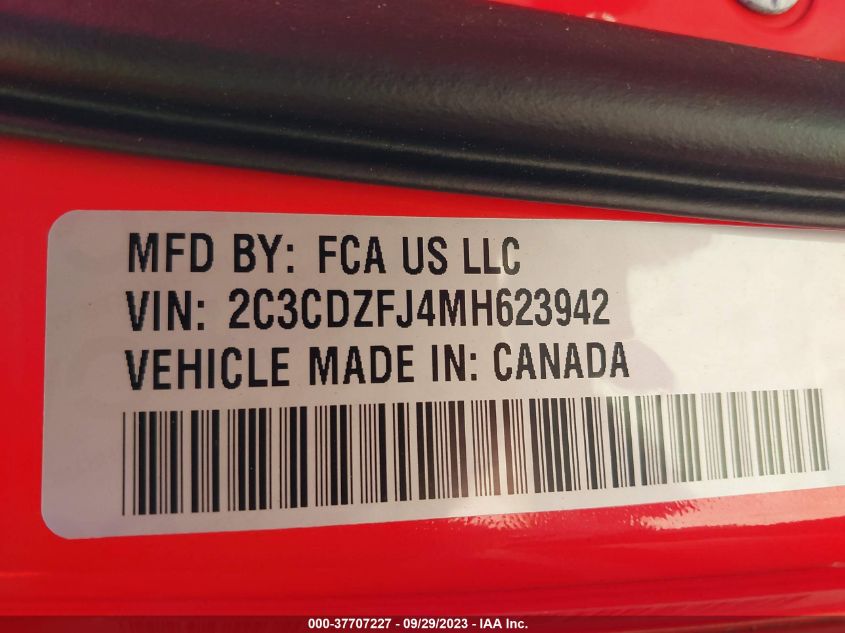 MFD BY: FCA US LLC
VIN: 2C3CDZFJ4MH623942
VEHICLE MADE IN: CANADA
000-37707227 - 09/29/2023 - IAA Inc.